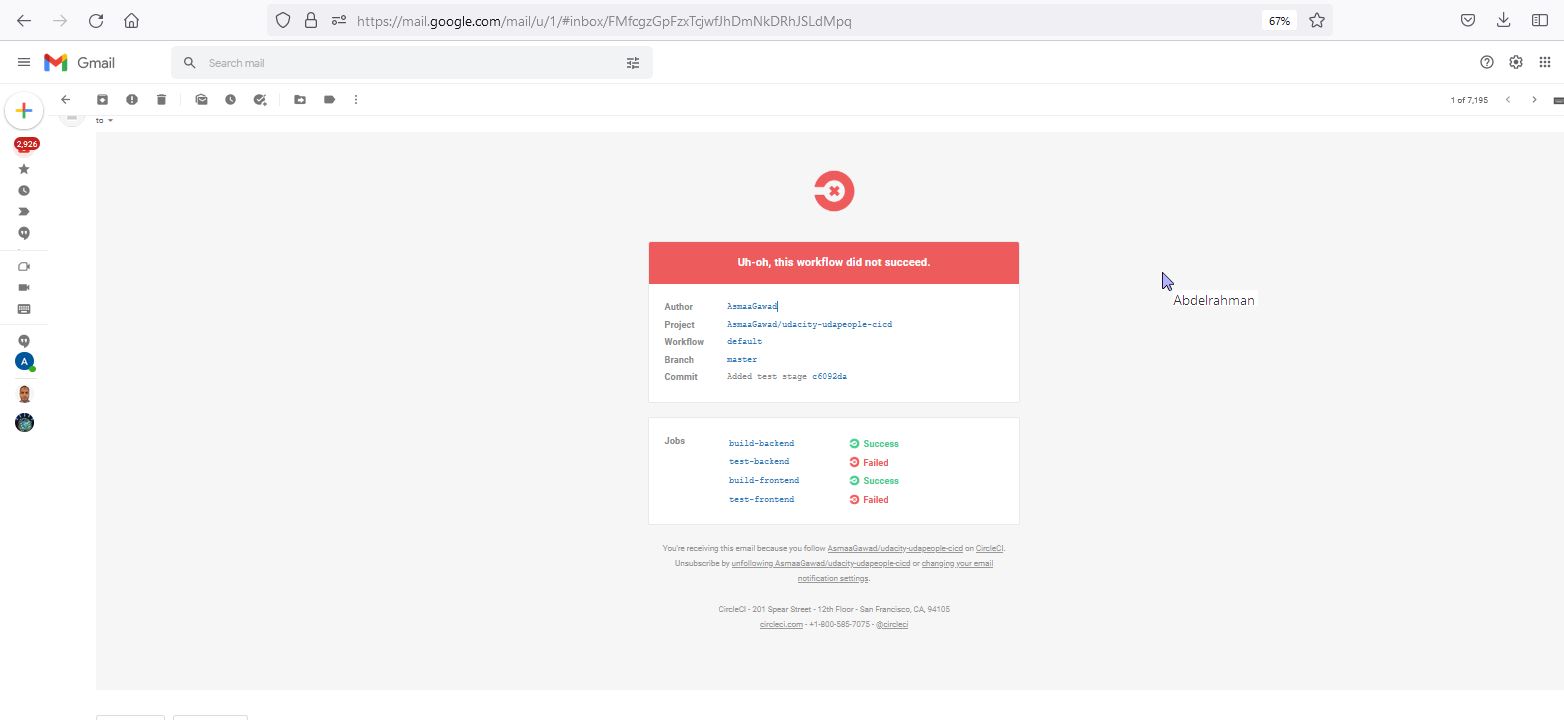 https://mail.google.com/mail/u/1/#inbox/FMfcgzGpFzxTcjwfJhDmNkDRhJSLdMpq
67%
Gmail
Search mail
1 of 7,195
to
2,926
Uh-oh, this workflow did not succeed.
Author AsmaaGawad
Project AsmaaGawad/udacity-udapeople-cicd
Workflow default
Branch master
Commit Added test stage c6092da
Abdelrahman
A
Jobs build-backend Success
test-backend Failed
build-frontend Success
test-frontend Failed
You're receiving this email because you follow AsmaaGawad/udacity-udapeople-cicd on CircleCI.
Unsubscribe by unfollowing AsmaaGawad/udacity-udapeople-cicd or changing your email
notification settings.
CircleCI - 201 Spear Street - 12th Floor - San Francisco, CA, 94105
circleci.com - +1-800-585-7075 - @circleci